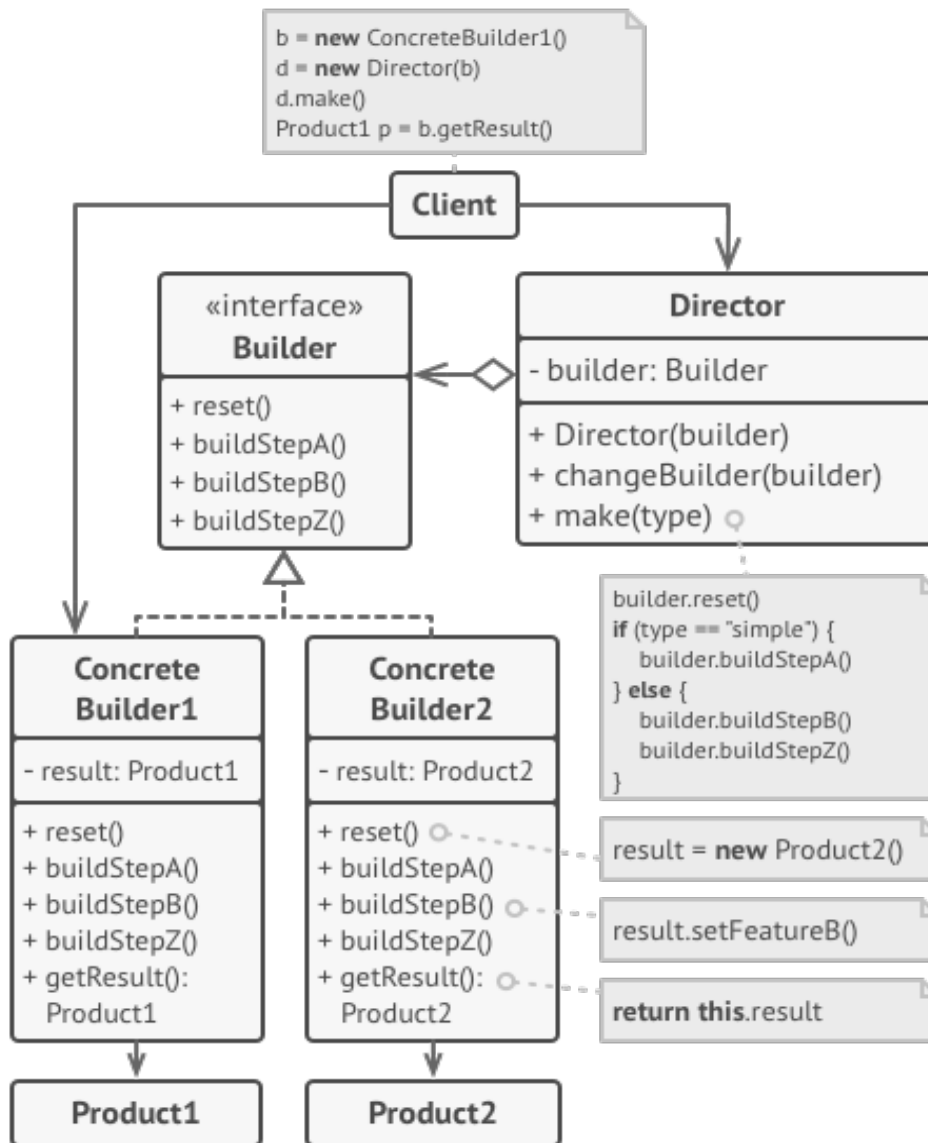 b = new ConcreteBuilder1()
d = new Director(b)
d.make()
Product1 p = b.getResult()
Client
«interface»
Builder
+ reset()
+ buildStepA()
+ buildStepB()
+ buildStepZ()
Director
- builder: Builder
+ Director(builder)
+ changeBuilder(builder)
+ make(type)
builder.reset()
if (type == "simple") {
builder.buildStepA()
} else {
builder.buildStepB()
builder.buildStepZ()
}
Concrete
Builder1
- result: Product1
+ reset()
+ buildStepA()
+ buildStepB()
+ buildStepZ()
+ getResult():
Product1
Concrete
Builder2
- result: Product2
+ reset()
+ buildStepA()
+ buildStepB()
+ buildStepZ()
+ getResult():
Product2
result = new Product2()
result.setFeatureB()
return this.result
Product1
Product2